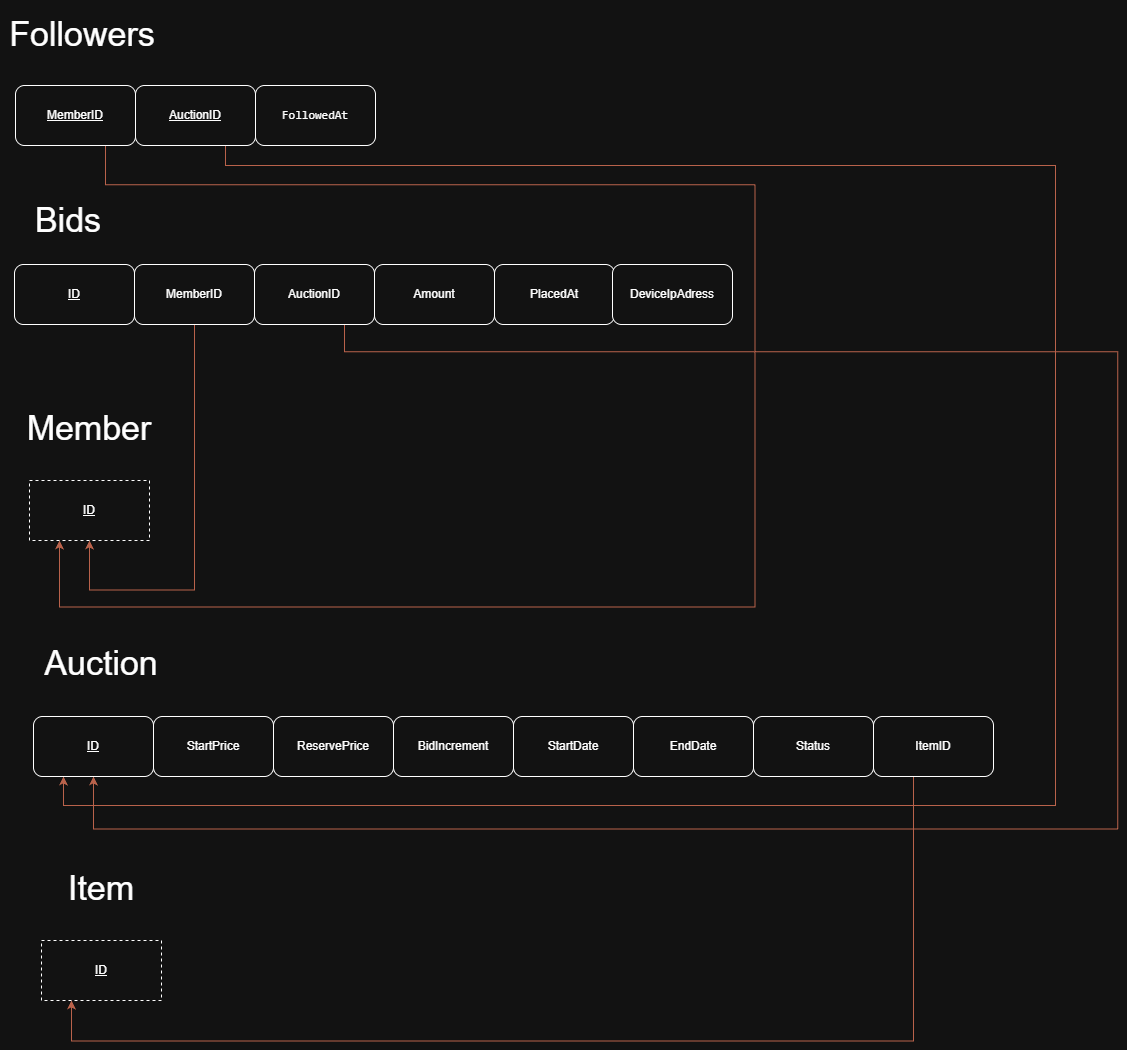 Followers
MemberID AuctionID FollowedAt
Bids
ID MemberID AuctionID Amount PlacedAt DeviceIpAdress
Member
ID
Auction
ID StartPrice ReservePrice BidIncrement StartDate EndDate Status ItemID
Item
ID